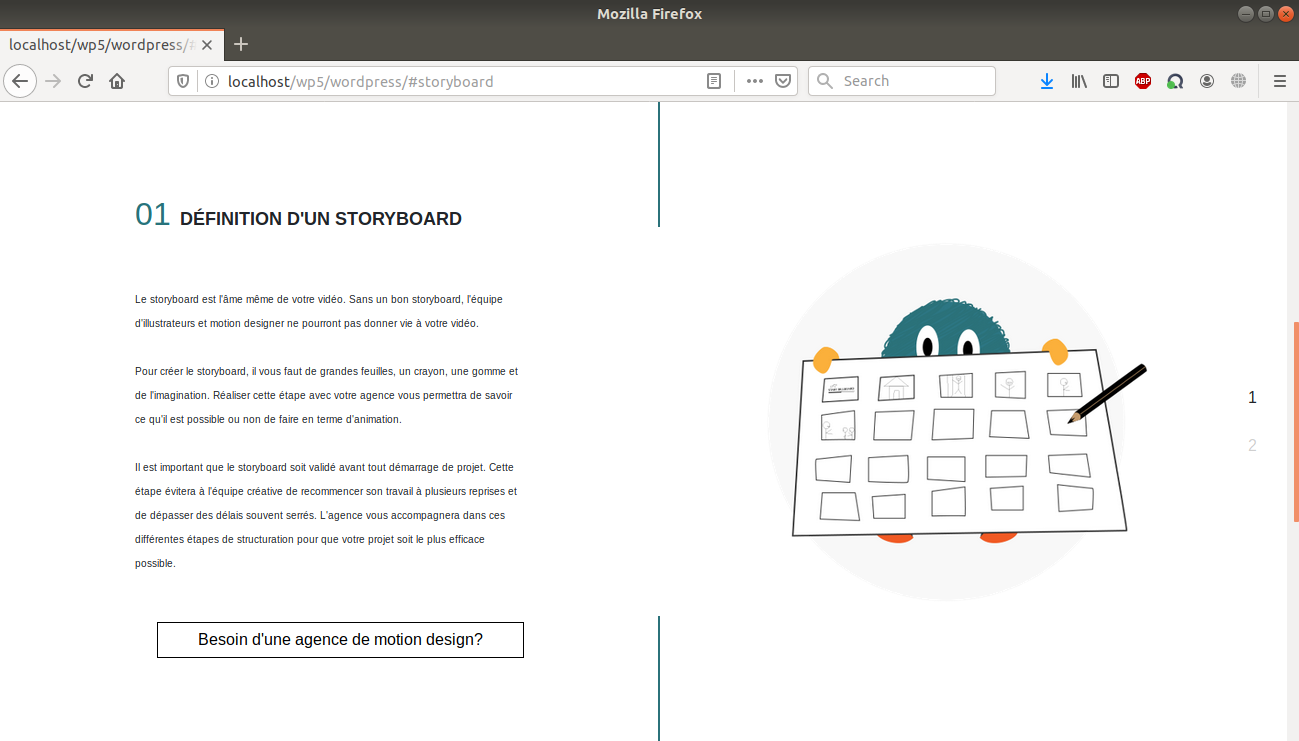 Mozilla Firefox
localhost/wp5/wordpress/#
localhost/wp5/wordpress/#storyboard
Search
ABP
01 DÉFINITION D'UN STORYBOARD
Le storyboard est l'âme même de votre vidéo. Sans un bon storyboard, l'équipe
d'illustrateurs et motion designer ne pourront pas donner vie à votre vidéo.
Pour créer le storyboard, il vous faut de grandes feuilles, un crayon, une gomme et
de l'imagination. Réaliser cette étape avec votre agence vous permettra de savoir
ce qu'il est possible ou non de faire en terme d'animation.
Il est important que le storyboard soit validé avant tout démarrage de projet. Cette
étape évitera à l'équipe créative de recommencer son travail à plusieurs reprises et
de dépasser des délais souvent serrés. L'agence vous accompagnera dans ces
différentes étapes de structuration pour que votre projet soit le plus efficace
possible.
Besoin d'une agence de motion design?
1
2